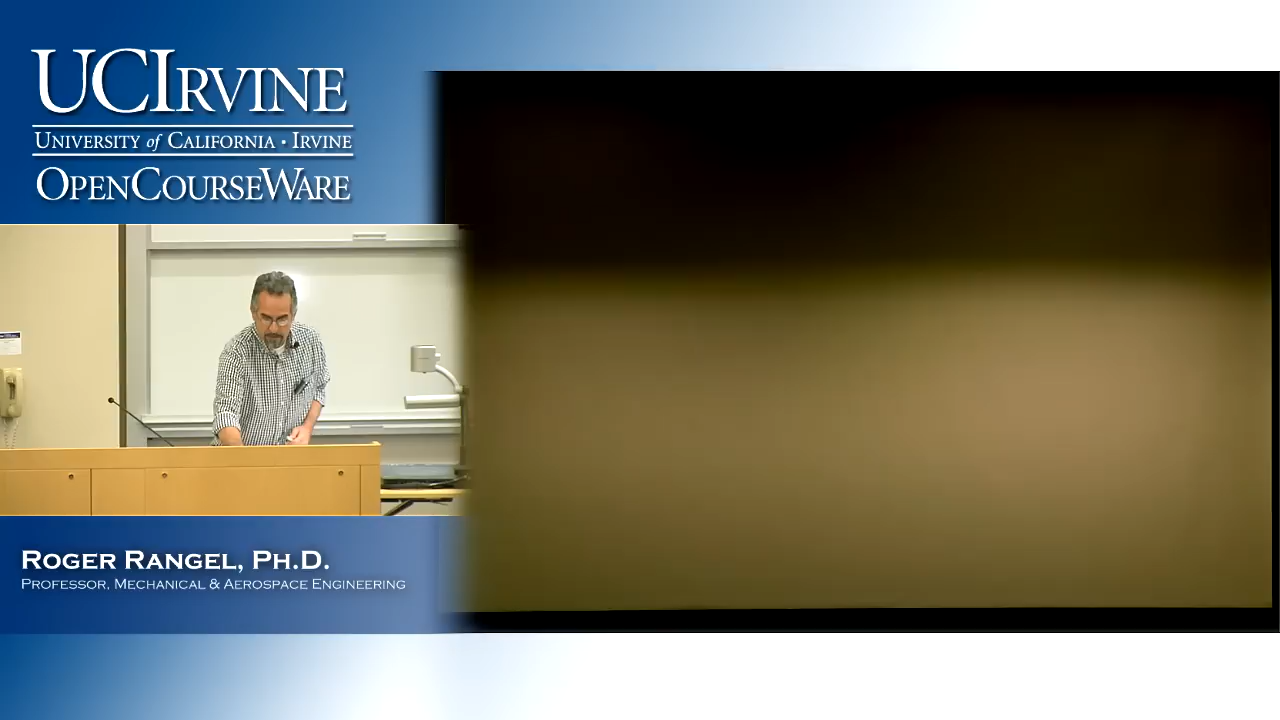 UCIRVINE
UNIVERSITY of CALIFORNIA • IRVINE
OPENCOURSEWARE
ROGER RANGEL, PH.D.
PROFESSOR, MECHANICAL & AEROSPACE ENGINEERING